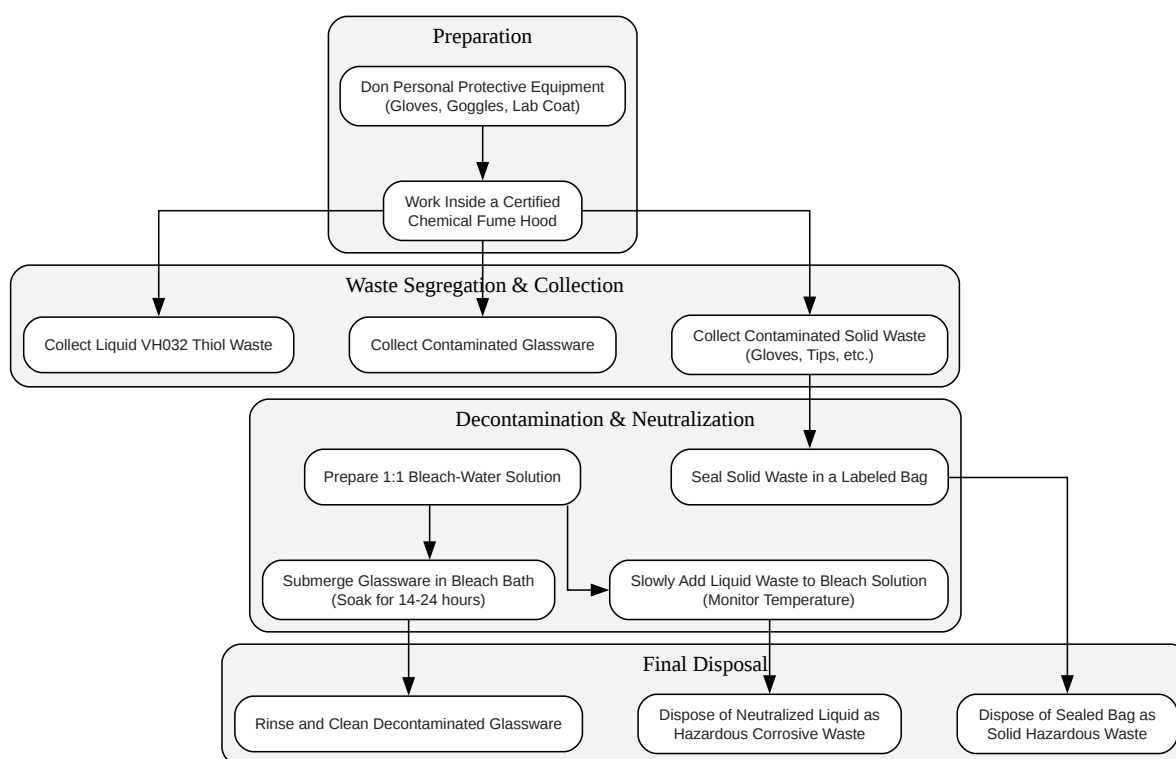 Preparation
Don Personal Protective Equipment
(Gloves, Goggles, Lab Coat)
Work Inside a Certified
Chemical Fume Hood
Waste Segregation & Collection
Collect Liquid VH032 Thiol Waste
Collect Contaminated Glassware
Collect Contaminated Solid Waste
(Gloves, Tips, etc.)
Decontamination & Neutralization
Prepare 1:1 Bleach-Water Solution
Seal Solid Waste in a Labeled Bag
Submerge Glassware in Bleach Bath
(Soak for 14-24 hours)
Slowly Add Liquid Waste to Bleach Solution
(Monitor Temperature)
Final Disposal
Rinse and Clean Decontaminated Glassware
Dispose of Neutralized Liquid as
Hazardous Corrosive Waste
Dispose of Sealed Bag as
Solid Hazardous Waste